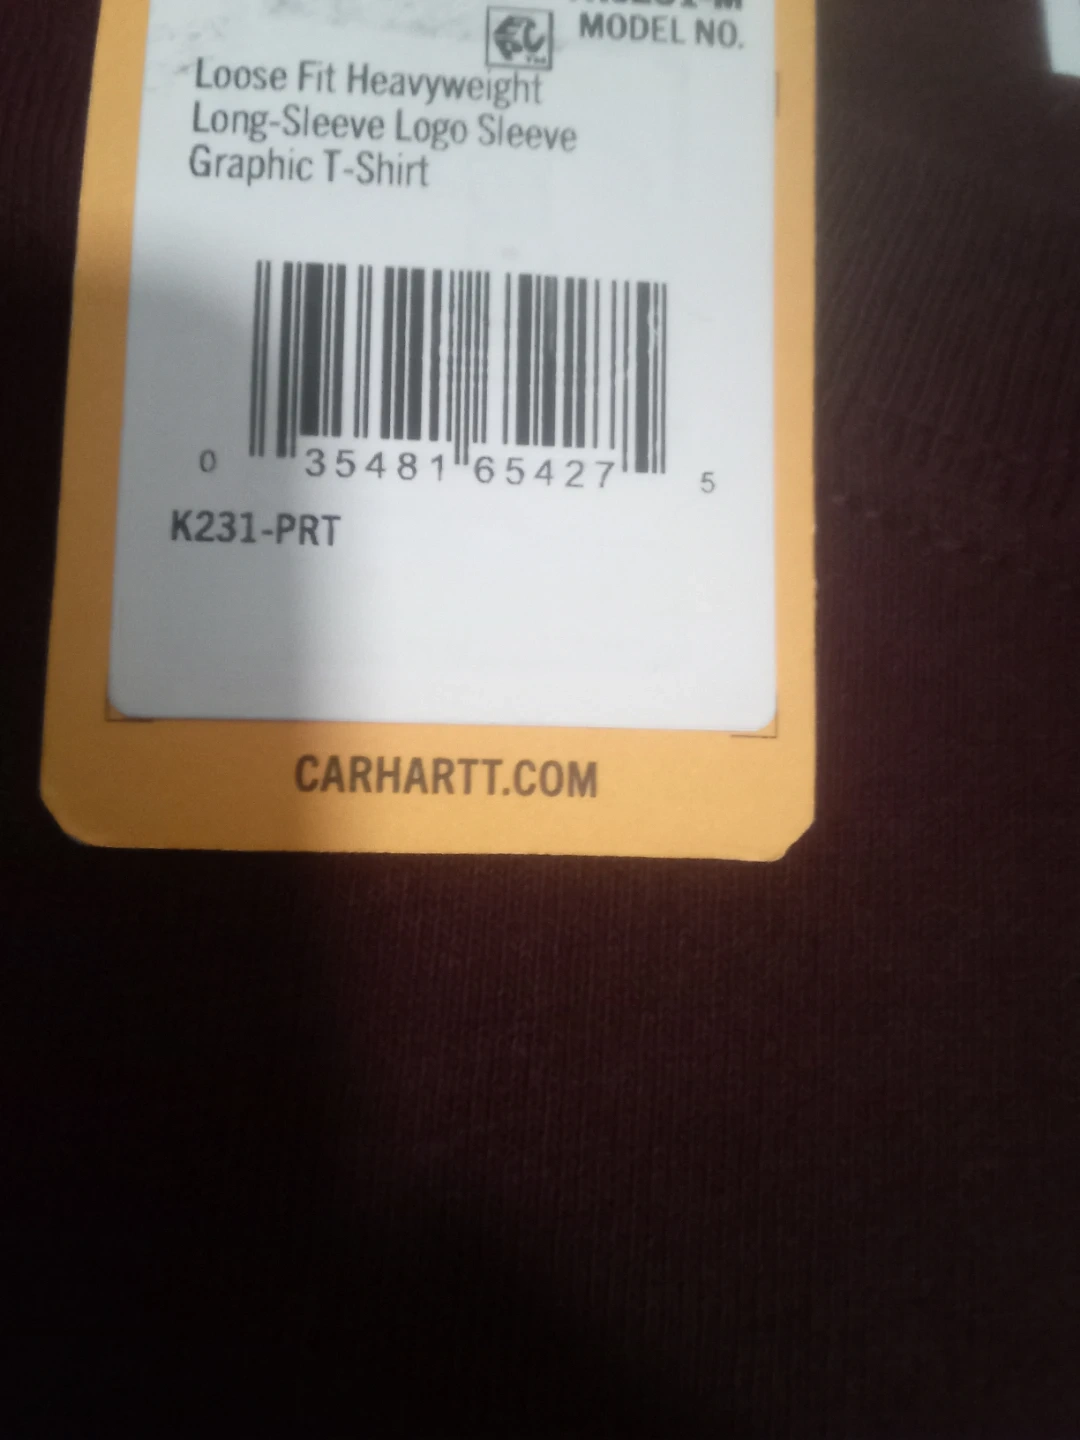 MODEL NO.
Loose Fit Heavyweight
Long-Sleeve Logo Sleeve
Graphic T-Shirt
0 35481 65427 5
K231-PRT
CARHARTT.COM